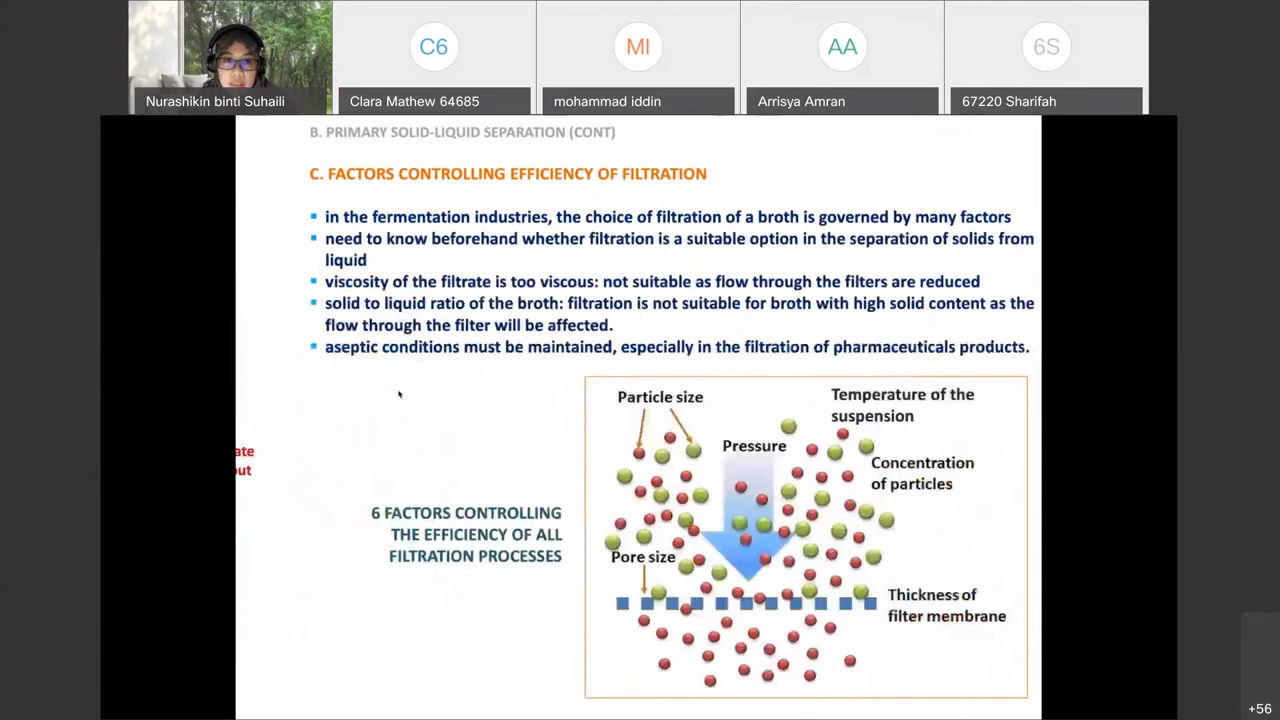 C6
MI
AA
6S
Nurashikin binti Suhaili
Clara Mathew 64685
mohammad iddin
Arrisya Amran
67220 Sharifah
B. PRIMARY SOLID-LIQUID SEPARATION (CONT)
C. FACTORS CONTROLLING EFFICIENCY OF FILTRATION
▪ in the fermentation industries, the choice of filtration of a broth is governed by many factors
▪ need to know beforehand whether filtration is a suitable option in the separation of solids from
liquid
▪ viscosity of the filtrate is too viscous: not suitable as flow through the filters are reduced
▪ solid to liquid ratio of the broth: filtration is not suitable for broth with high solid content as the
flow through the filter will be affected.
▪ aseptic conditions must be maintained, especially in the filtration of pharmaceuticals products.
ate
out
6 FACTORS CONTROLLING
THE EFFICIENCY OF ALL
FILTRATION PROCESSES
Particle size
Temperature of the
suspension
Pressure
Concentration
of particles
Pore size
Thickness of
filter membrane
+56